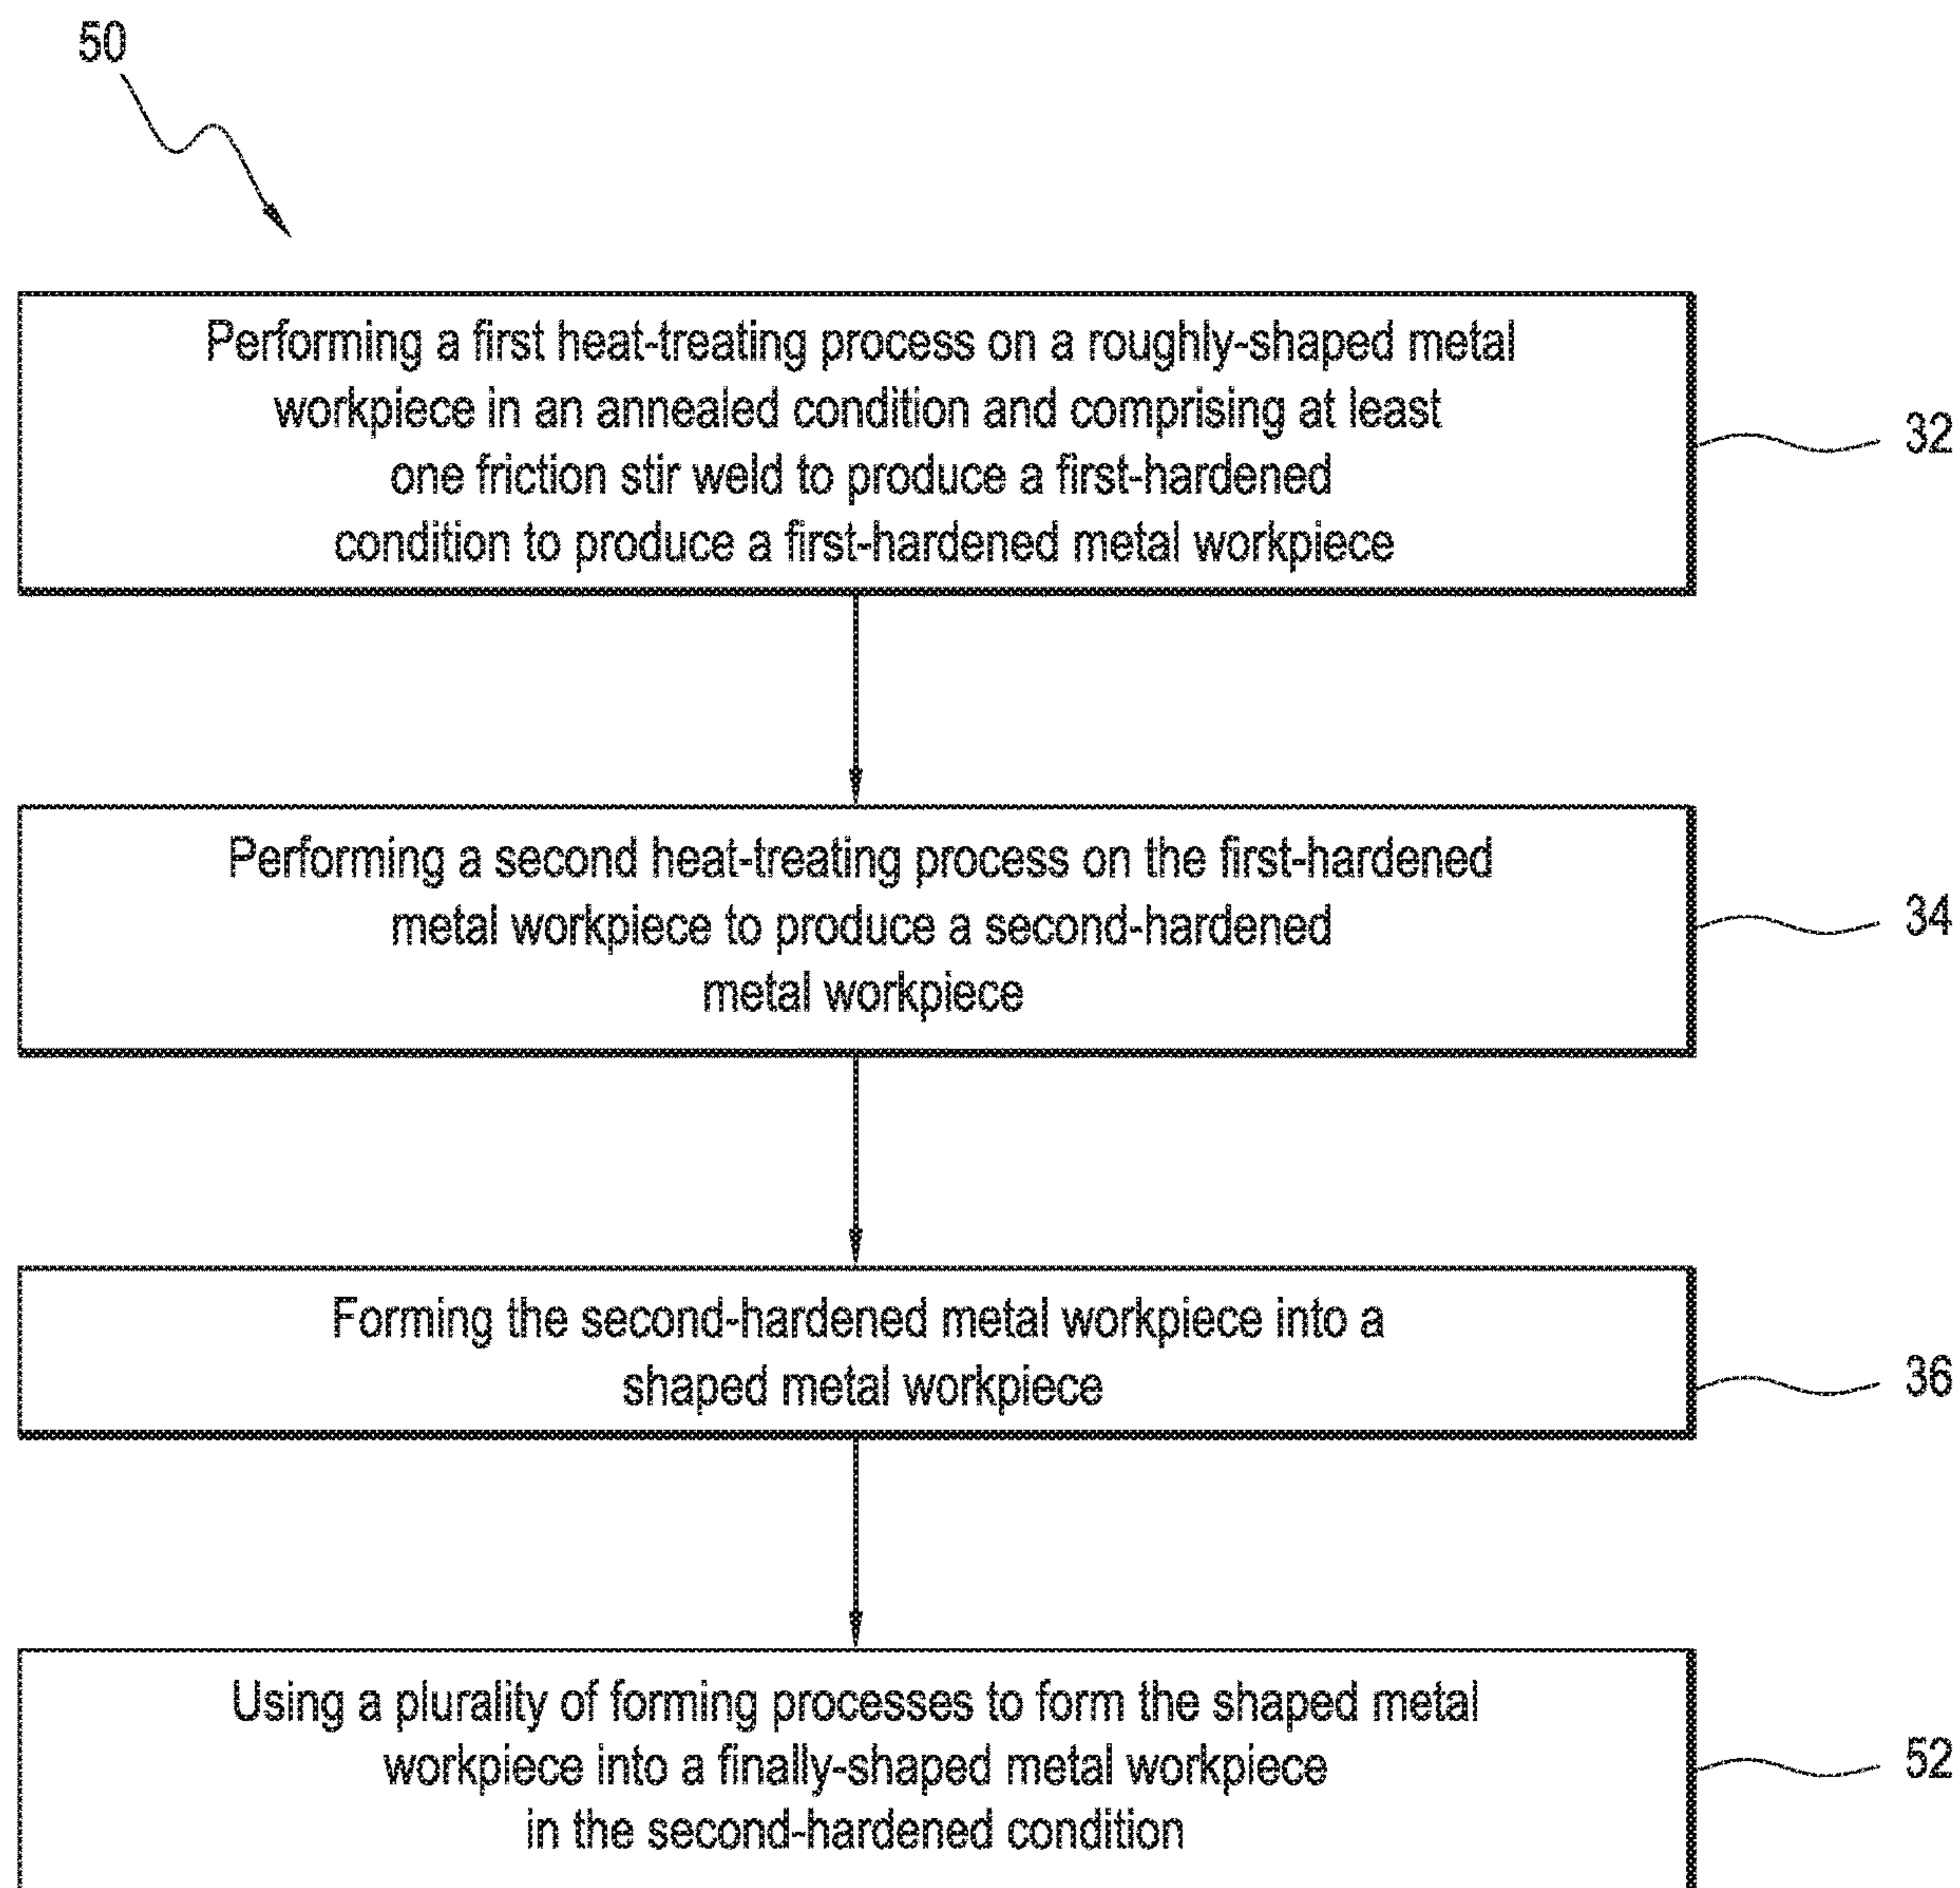 50
Performing a first heat-treating process on a roughly-shaped metal
workpiece in an annealed condition and comprising at least
one friction stir weld to produce a first-hardened
condition to produce a first-hardened metal workpiece
32
Performing a second heat-treating process on the first-hardened
metal workpiece to produce a second-hardened
metal workpiece
34
Forming the second-hardened metal workpiece into a
shaped metal workpiece
36
Using a plurality of forming processes to form the shaped metal
workpiece into a finally-shaped metal workpiece
in the second-hardened condition
52